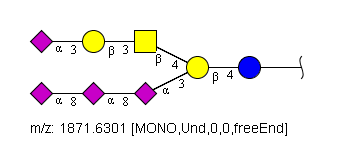 α 3 β 3 β 4 β 4
α 8 α 8 α 3
m/z: 1871.6301 [MONO,Und,0,0,freeEnd]